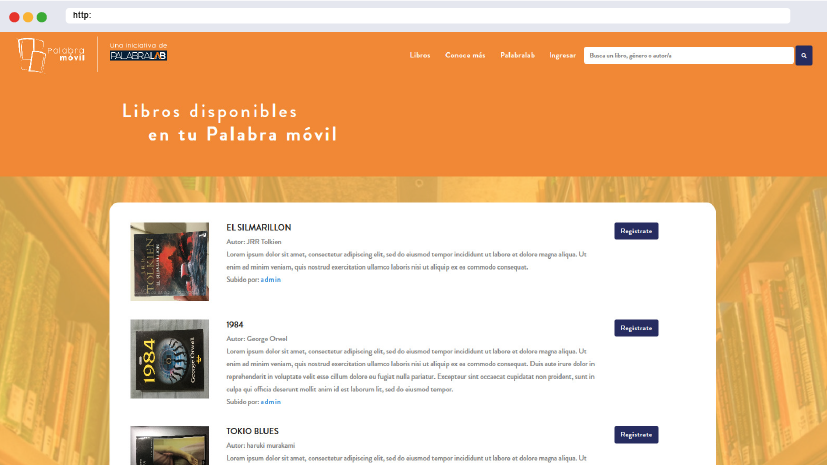 http:
Palabra
móvil
Una iniciativa de
PALABRALAB
Libros Conoce más Palabralab Ingresar Busca un libro, género o autor/a
Libros disponibles
en tu Palabra móvil
EL SILMARILLON
Regístrate
Autor: JRR Tolkien
Lorem ipsum dolor sit amet, consectetur adipiscing elit, sed do eiusmod tempor incididunt ut labore et dolore magna aliqua. Ut
enim ad minim veniam, quis nostrud exercitation ullamco laboris nisi ut aliquip ex ea commodo consequat.
Subido por: admin
TOLKIEN
EL SILMARILLION
1984
Regístrate
Autor: George Orwel
Lorem ipsum dolor sit amet, consectetur adipiscing elit, sed do eiusmod tempor incididunt ut labore et dolore magna aliqua. Ut
enim ad minim veniam, quis nostrud exercitation ullamco laboris nisi ut aliquip ex ea commodo consequat. Duis aute irure dolor in
reprehenderit in voluptate velit esse cillum dolore eu fugiat nulla pariatur. Excepteur sint occaecat cupidatat non proident, sunt in
culpa qui officia deserunt mollit anim id est laborum lit, sed do eiusmod tempor.
Subido por: admin
1984
George Orwell
TOKIO BLUES
Regístrate
Autor: haruki murakami
Lorem ipsum dolor sit amet, consectetur adipiscing elit, sed do eiusmod tempor incididunt ut labore et dolore magna aliqua. Ut